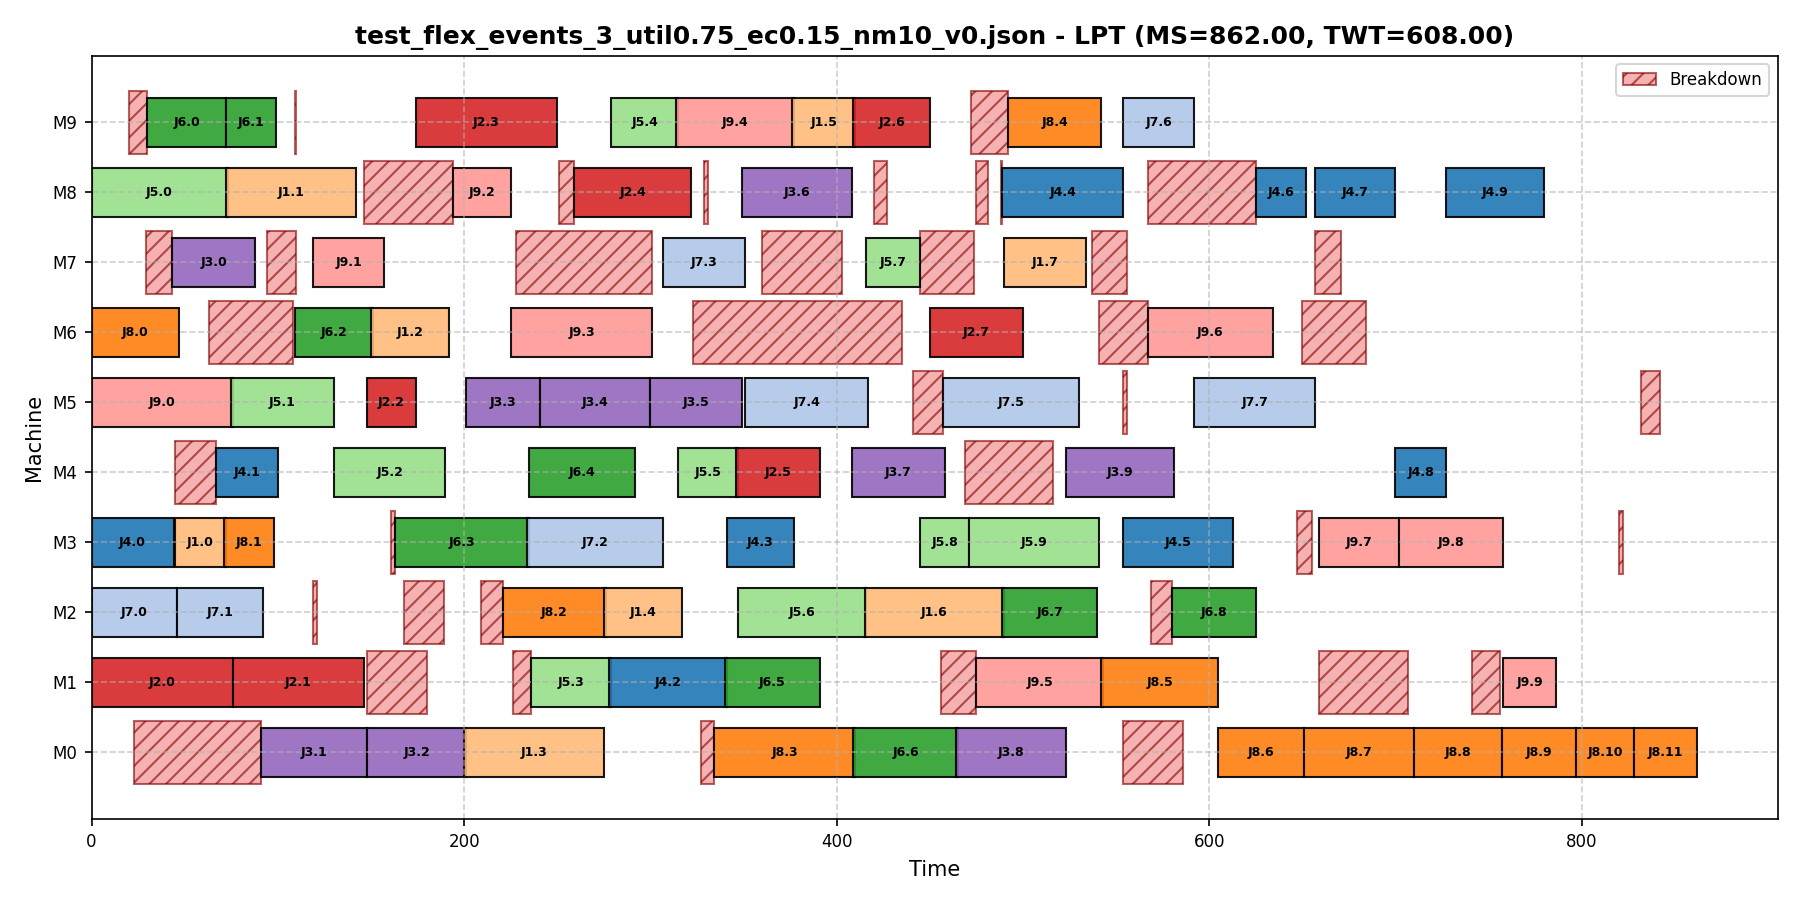 test_flex_events_3_util0.75_ec0.15_nm10_v0.json - LPT (MS=862.00, TWT=608.00)
Breakdown
M9 J6.0 J6.1 J2.3 J5.4 J9.4 J1.5 J2.6 J8.4 J7.6
M8 J5.0 J1.1 J9.2 J2.4 J3.6 J4.4 J4.6 J4.7 J4.9
M7 J3.0 J9.1 J7.3 J5.7 J1.7
M6 J8.0 J6.2 J1.2 J9.3 J2.7 J9.6
M5 J9.0 J5.1 J2.2 J3.3 J3.4 J3.5 J7.4 J7.5 J7.7
M4 J4.1 J5.2 J6.4 J5.5 J2.5 J3.7 J3.9 J4.8
M3 J4.0 J1.0 J8.1 J6.3 J7.2 J4.3 J5.8 J5.9 J4.5 J9.7 J9.8
M2 J7.0 J7.1 J8.2 J1.4 J5.6 J1.6 J6.7 J6.8
M1 J2.0 J2.1 J5.3 J4.2 J6.5 J9.5 J8.5 J9.9
M0 J3.1 J3.2 J1.3 J8.3 J6.6 J3.8 J8.6 J8.7 J8.8 J8.9 J8.10 J8.11
Machine
0 200 400 600 800
Time